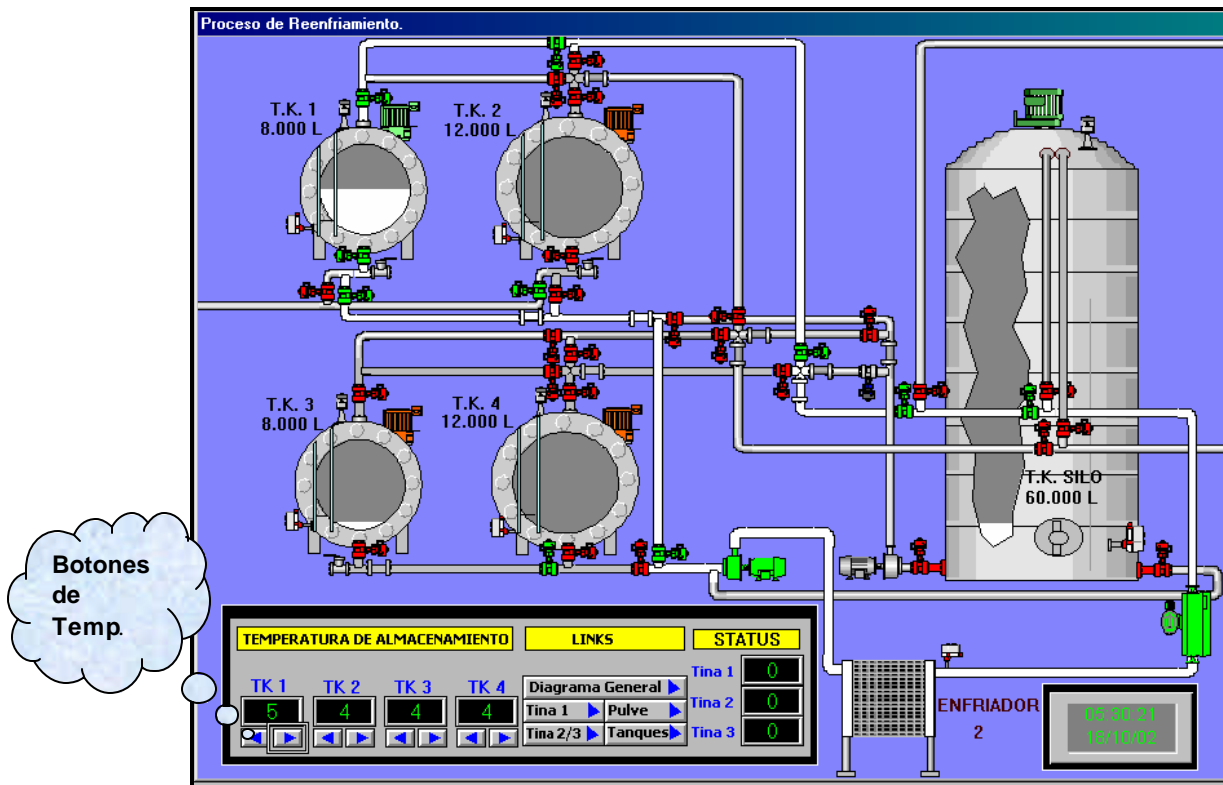 Proceso de Reenfriamiento.
T.K. 1
8.000 L
T.K. 2
12.000 L
T.K. 3
8.000 L
T.K. 4
12.000 L
T.K. SILO
60.000 L
Botones
de
Temp.
TEMPERATURA DE ALMACENAMIENTO
LINKS
STATUS
TK 1
TK 2
TK 3
TK 4
5
4
4
4
Diagrama General
Tina 1
Pulve
Tina 2/3
Tanques
Tina 1
0
Tina 2
0
Tina 3
0
ENFRIADOR
2
05:30:21
18/10/02